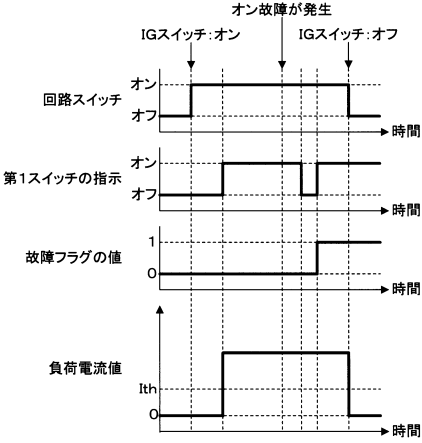 オン故障が発生
IGスイッチ：オン
IGスイッチ：オフ
回路スイッチ
オン
オフ
時間
第1スイッチの指示
オン
オフ
時間
故障フラグの値
1
0
時間
負荷電流値
Ith
0
時間